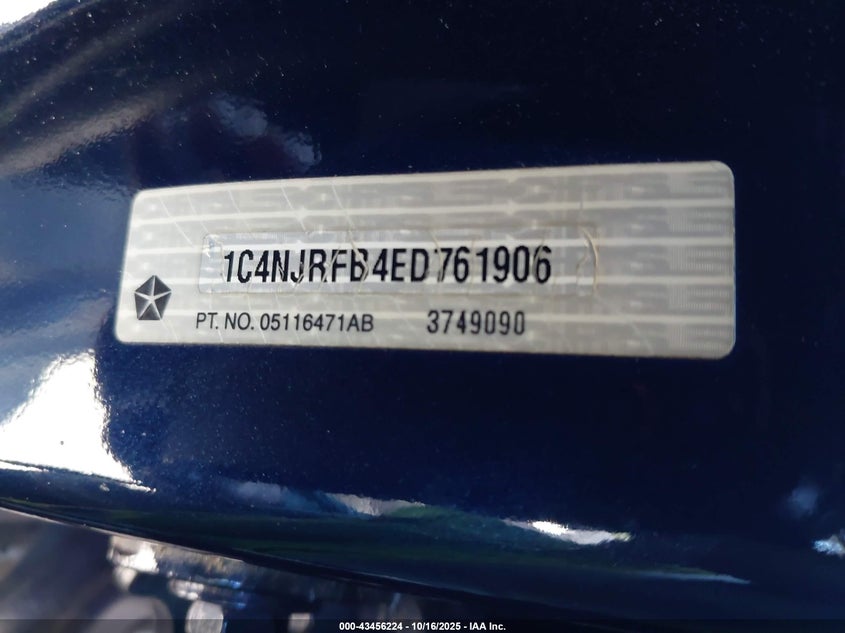 1C4NJRFB4ED761906
PT. NO. 05116471AB 3749090
000-43456224 - 10/16/2025 - IAA Inc.